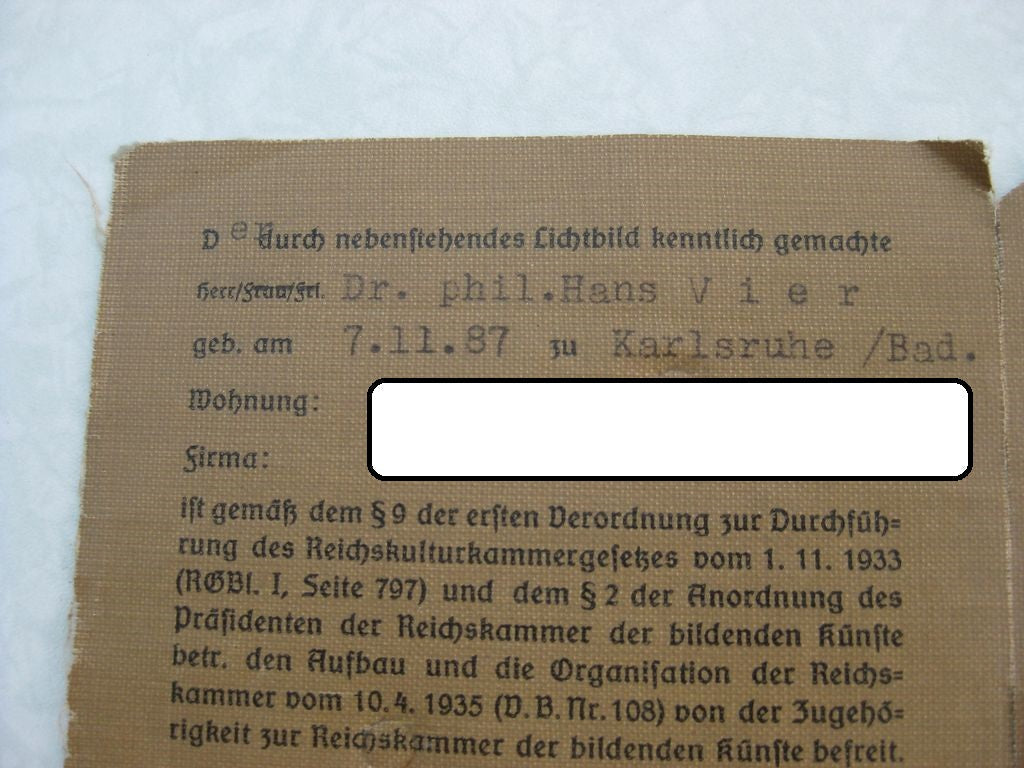 Der durch nebenstehendes Lichtbild kenntlich gemachte
Herr/Frau/Frl. Dr. phil.Hans V i e r
geb. am 7.11.87 zu Karlsruhe /Bad.
Wohnung:
Firma:
ist gemäß dem § 9 der ersten Verordnung zur Durchfüh=
rung des Reichskulturkammergesetzes vom 1. 11. 1933
(RGBl. I, Seite 797) und dem § 2 der Anordnung des
Präsidenten der Reichskammer der bildenden Künste
betr. den Aufbau und die Organisation der Reichs=
kammer vom 10. 4. 1935 (V. B. Nr. 108) von der Zugehö=
rigkeit zur Reichskammer der bildenden Künste befreit.